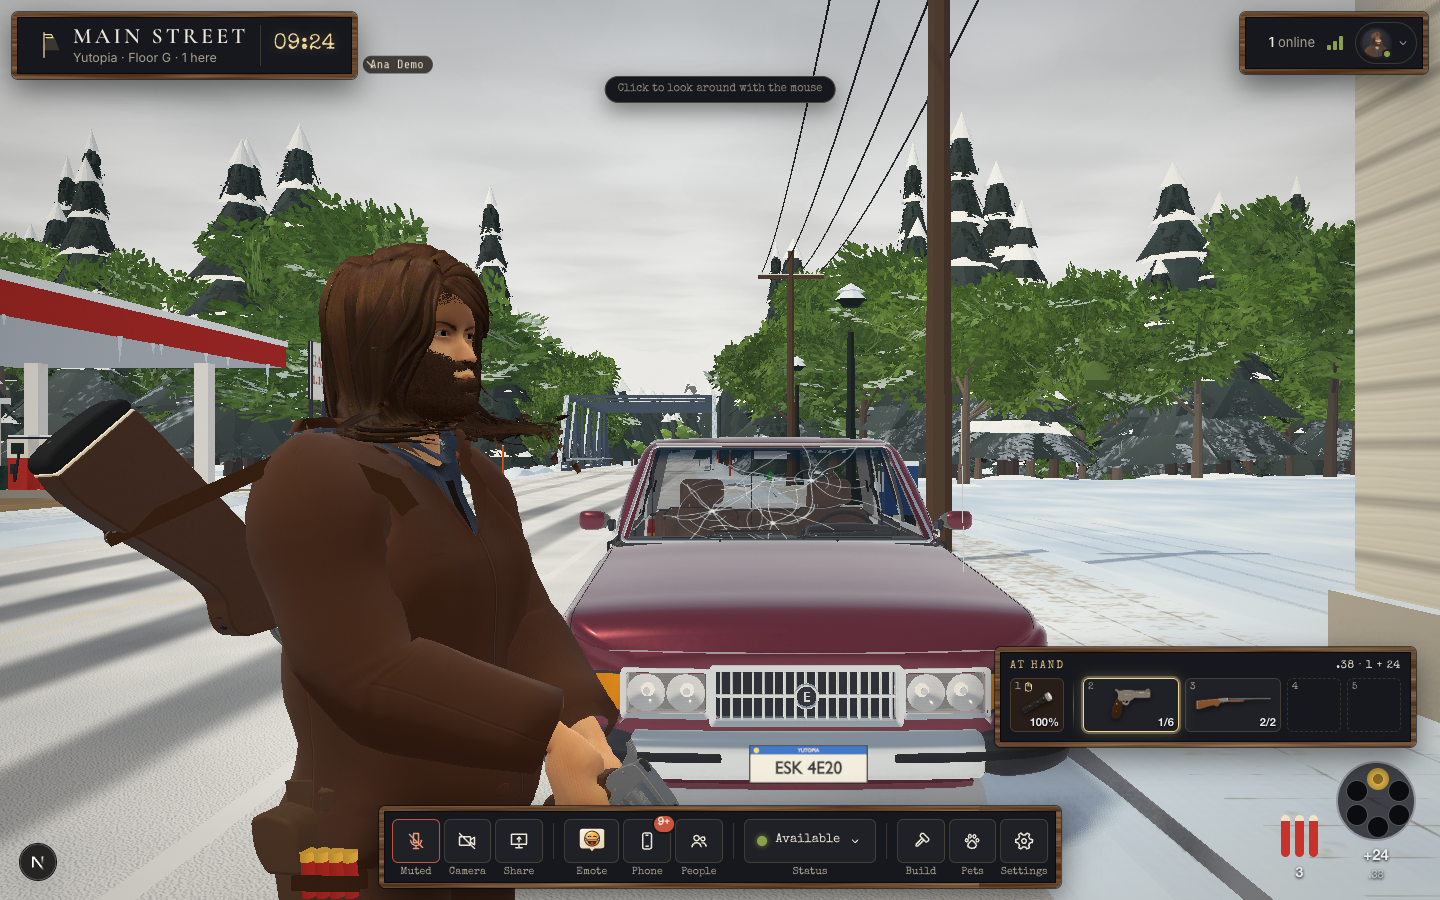 MAIN STREET
Yutopia · Floor G · 1 here
09:24
Ana Demo
Click to look around with the mouse
1 online
E
YUTOPIA
ESK 4E20
AT HAND
.38 · 1 + 24
1
100%
2
1/6
3
2/2
4
5
3
+24
.38
N
9+
Available
Muted
Camera
Share
Emote
Phone
People
Status
Build
Pets
Settings